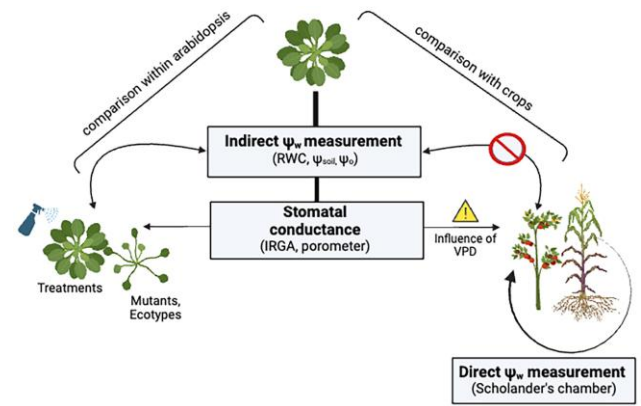 comparison within arabidopsis
comparison with crops
Indirect ψw measurement
(RWC, ψsoil, ψo)
Stomatal
conductance
(IRGA, porometer)
Influence of
VPD
Treatments
Mutants,
Ecotypes
Direct ψw measurement
(Scholander's chamber)